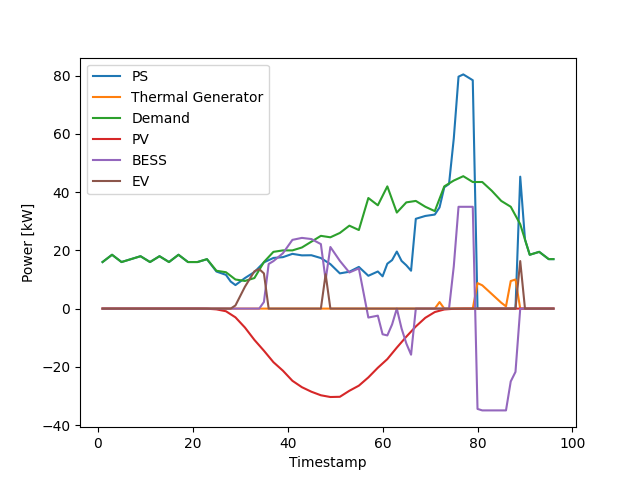 PS
Thermal Generator
Demand
PV
BESS
EV
Power [kW]
80
60
40
20
0
−20
−40
0 20 40 60 80 100
Timestamp